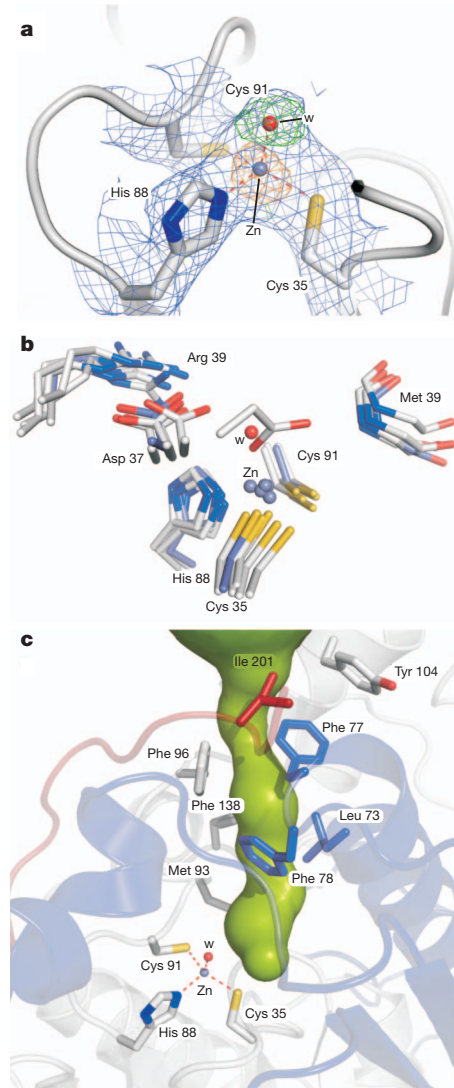 a
Cys 91
w
His 88
Zn
Cys 35
b
Arg 39
Met 39
w
Asp 37
Cys 91
Zn
His 88
Cys 35
c
Ile 201
Tyr 104
Phe 77
Phe 96
Phe 138
Leu 73
Met 93
Phe 78
w
Cys 91
Zn
His 88
Cys 35